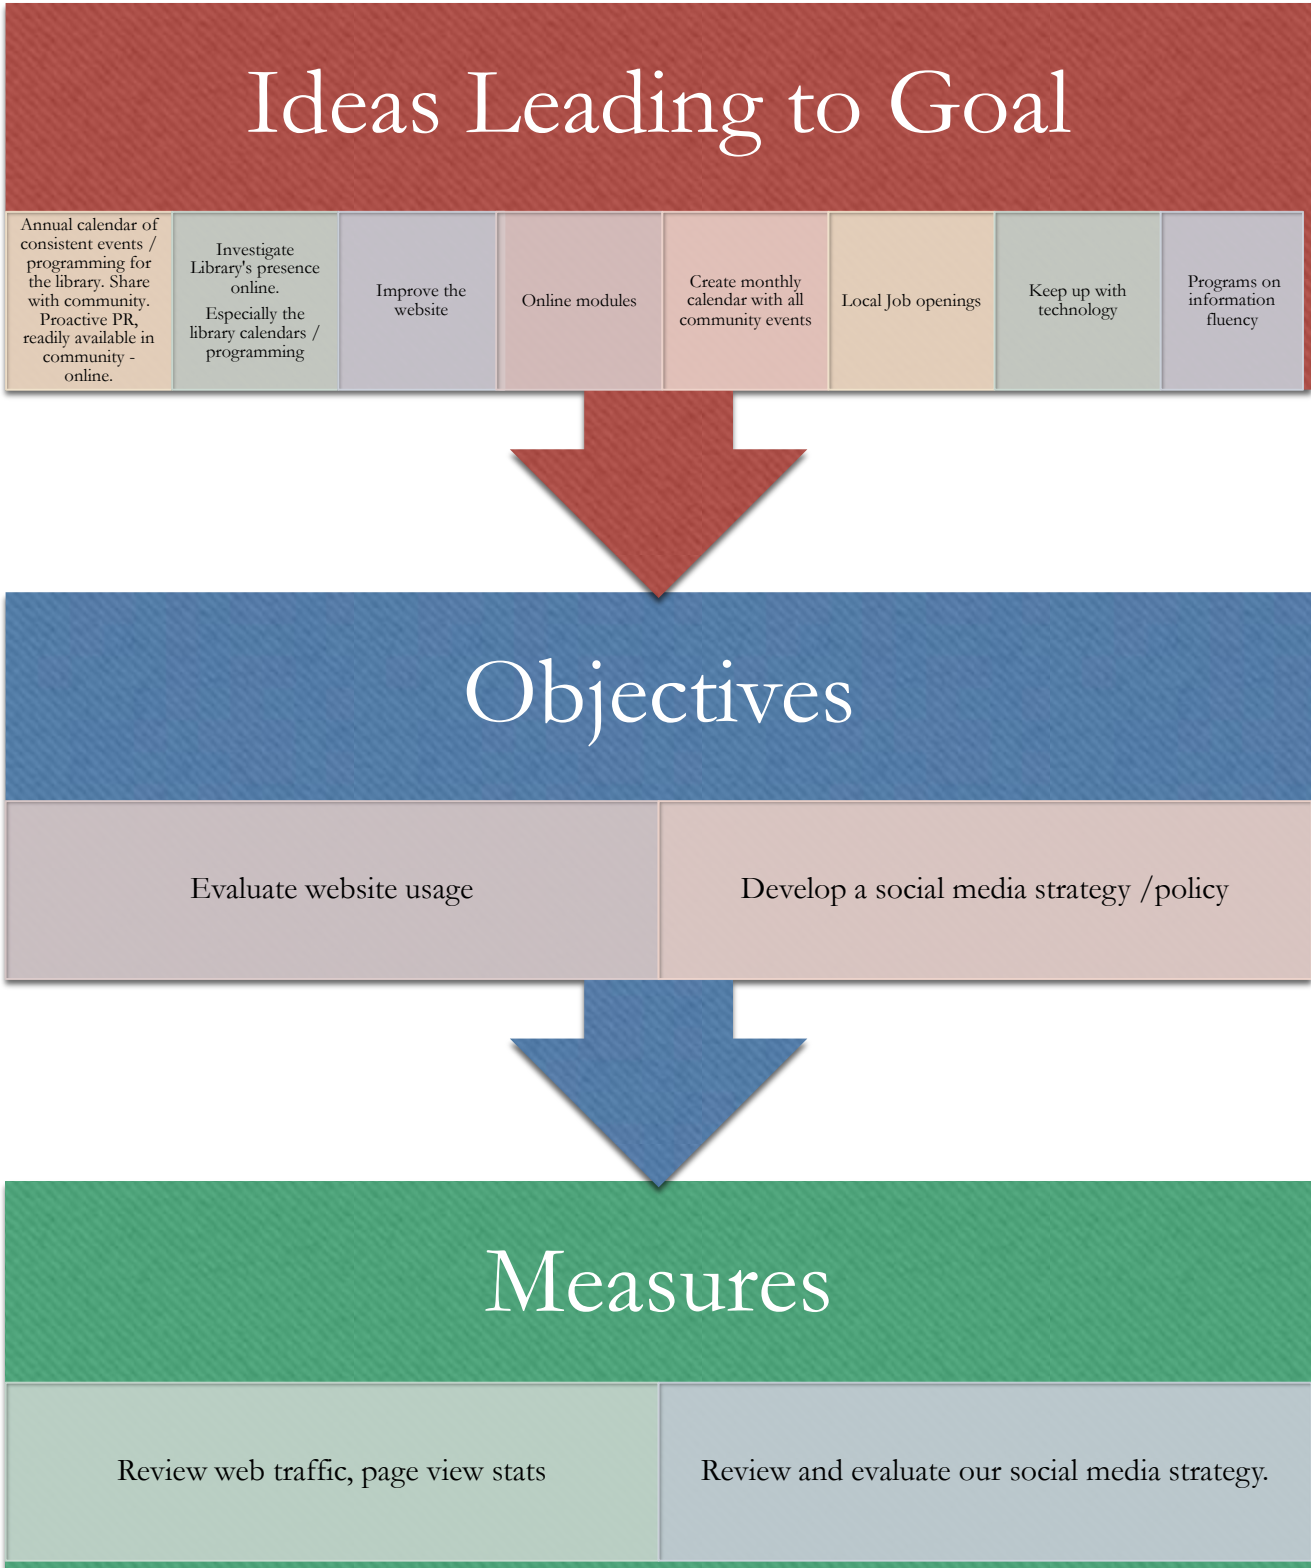 Ideas Leading to Goal
Annual calendar of
consistent events /
programming for
the library. Share
with community.
Proactive PR,
readily available in
community -
online.
Investigate
Library's presence
online.
Especially the
library calendars /
programming
Improve the
website
Online modules
Create monthly
calendar with all
community events
Local Job openings
Keep up with
technology
Programs on
information
fluency
Objectives
Evaluate website usage
Develop a social media strategy /policy
Measures
Review web traffic, page view stats
Review and evaluate our social media strategy.